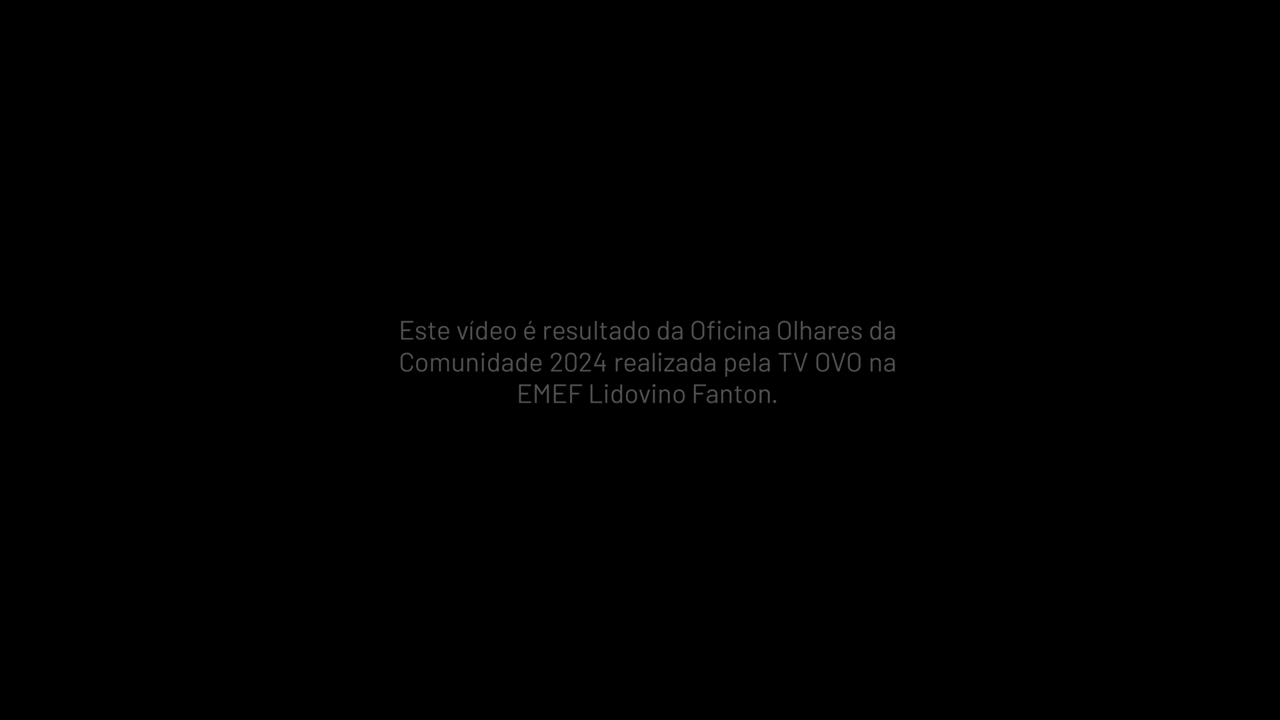 Este vídeo é resultado da Oficina Olhares da
Comunidade 2024 realizada pela TV OVO na
EMEF Lidovino Fanton.